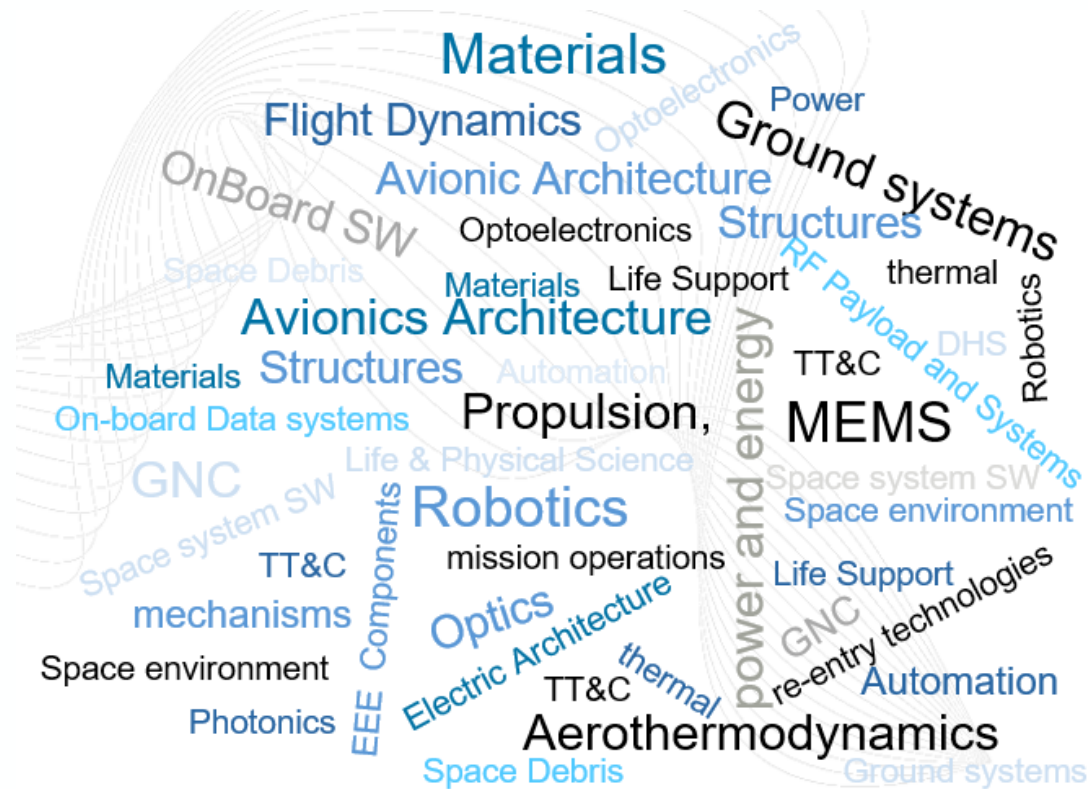 Materials
Optoelectronics
Power
Flight Dynamics
Ground systems
OnBoard SW
Avionic Architecture
Structures
Optoelectronics
Space Debris
Materials
Life Support
RF Payload and Systems
thermal
Robotics
Avionics Architecture
DHS
Materials
Structures
Automation
TT&C
On-board Data systems
Propulsion,
power and energy
MEMS
GNC
Life & Physical Science
Space system SW
Space system SW
EEE Components
Robotics
Space environment
TT&C
mission operations
Life Support
mechanisms
Optics
Electric Architecture
GNC
re-entry technologies
Space environment
TT&C
thermal
Automation
Photonics
Aerothermodynamics
Space Debris
Ground systems